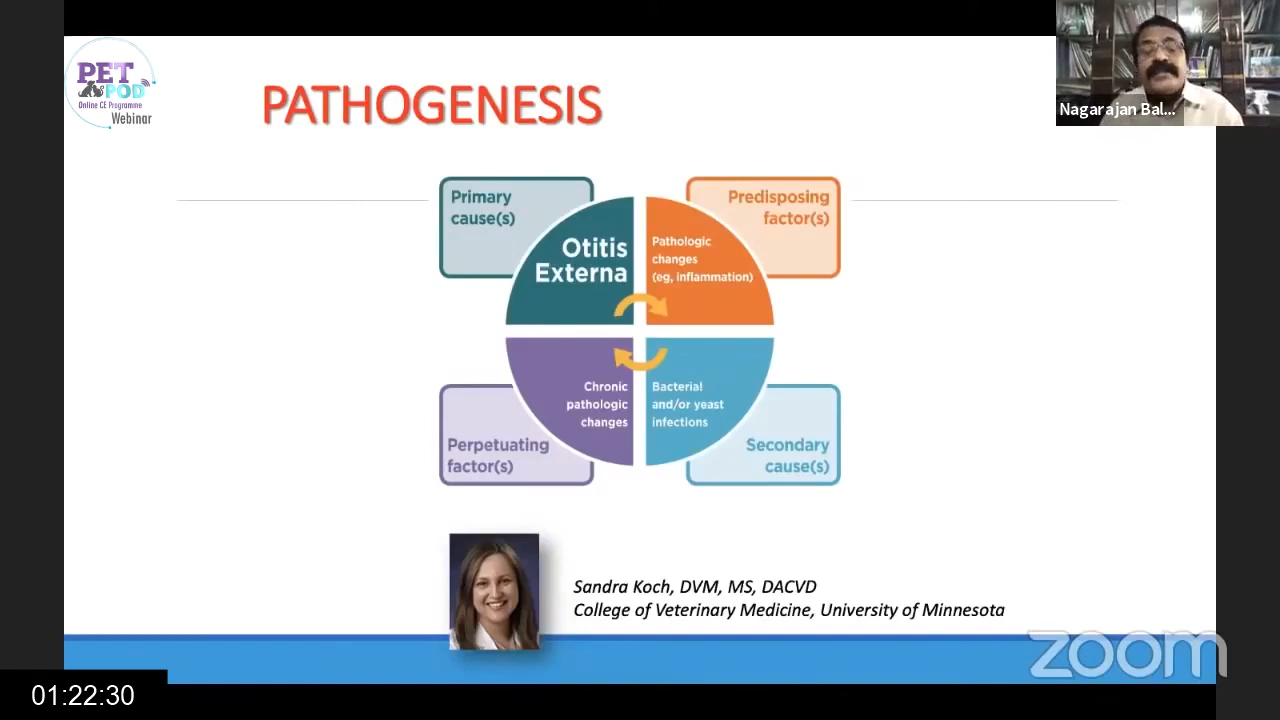 PET
POD
Online CE Programme
Webinar
PATHOGENESIS
Nagarajan Bal...
Primary
cause(s)
Predisposing
factor(s)
Otitis
Externa
Pathologic
changes
(eg, inflammation)
Chronic
pathologic
changes
Bacterial
and/or yeast
infections
Perpetuating
factor(s)
Secondary
cause(s)
Sandra Koch, DVM, MS, DACVD
College of Veterinary Medicine, University of Minnesota
zoom
01:22:30